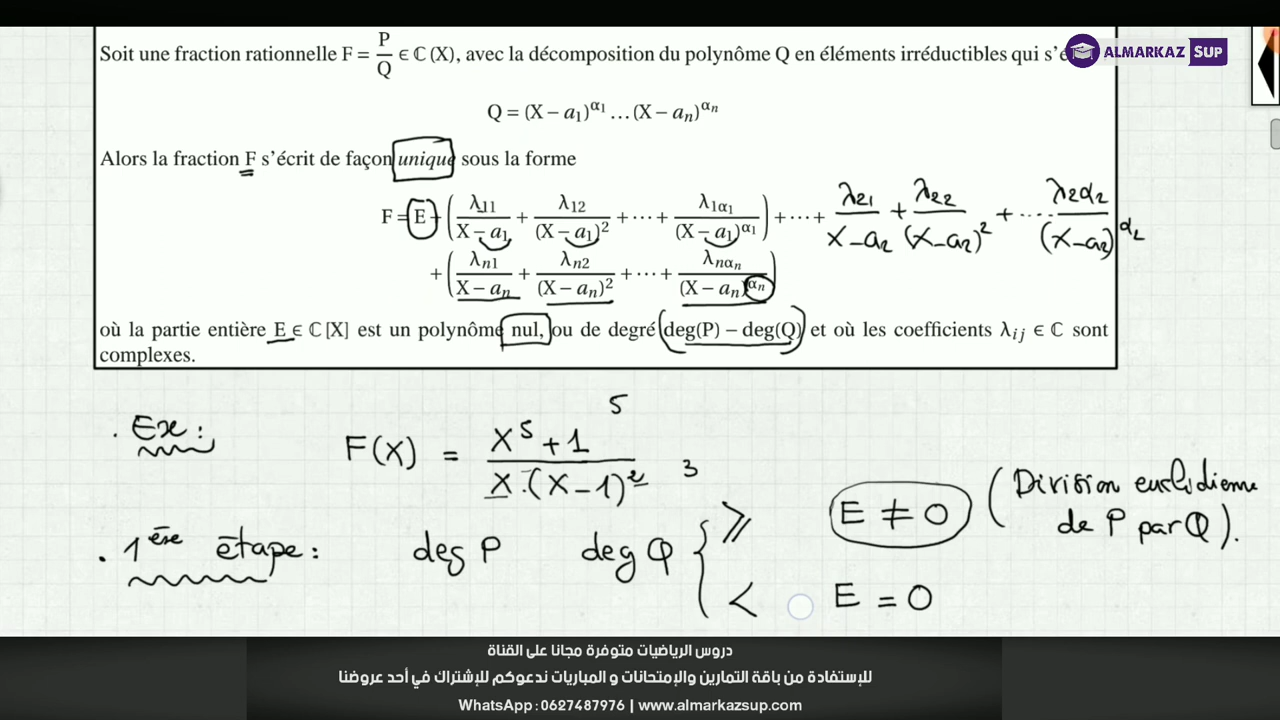 Soit une fraction rationnelle F = P/Q ∈ ℂ(X), avec la décomposition du polynôme Q en éléments irréductibles qui s'é
ALMARKAZ SUP
Q = (X − a₁)^α₁ … (X − aₙ)^αₙ
Alors la fraction F s'écrit de façon unique sous la forme
F = E + ( λ₁₁/(X − a₁) + λ₁₂/(X − a₁)² + ⋯ + λ₁α₁/(X − a₁)^α₁ ) + ⋯ + λ₂₁/(X − a₂) + λ₂₂/(X − a₂)² + … λ₂α₂/(X − a₂)^α₂
+ ( λₙ₁/(X − aₙ) + λₙ₂/(X − aₙ)² + ⋯ + λₙαₙ/(X − aₙ)^αₙ )
où la partie entière E ∈ ℂ[X] est un polynôme nul, ou de degré deg(P) − deg(Q) et où les coefficients λᵢⱼ ∈ ℂ sont
complexes.
. Ex : F(X) = (X⁵ + 1)/(X·(X − 1)²) 5 3
. 1ère étape : deg P deg Q { ⩾ E ≠ 0 (Division euclidienne
de P par Q).
< E = 0
دروس الرياضيات متوفرة مجانا على القناة
للإستفادة من باقة التمارين والإمتحانات و المباريات ندعوكم للإشتراك في أحد عروضنا
WhatsApp : 0627487976 | www.almarkazsup.com